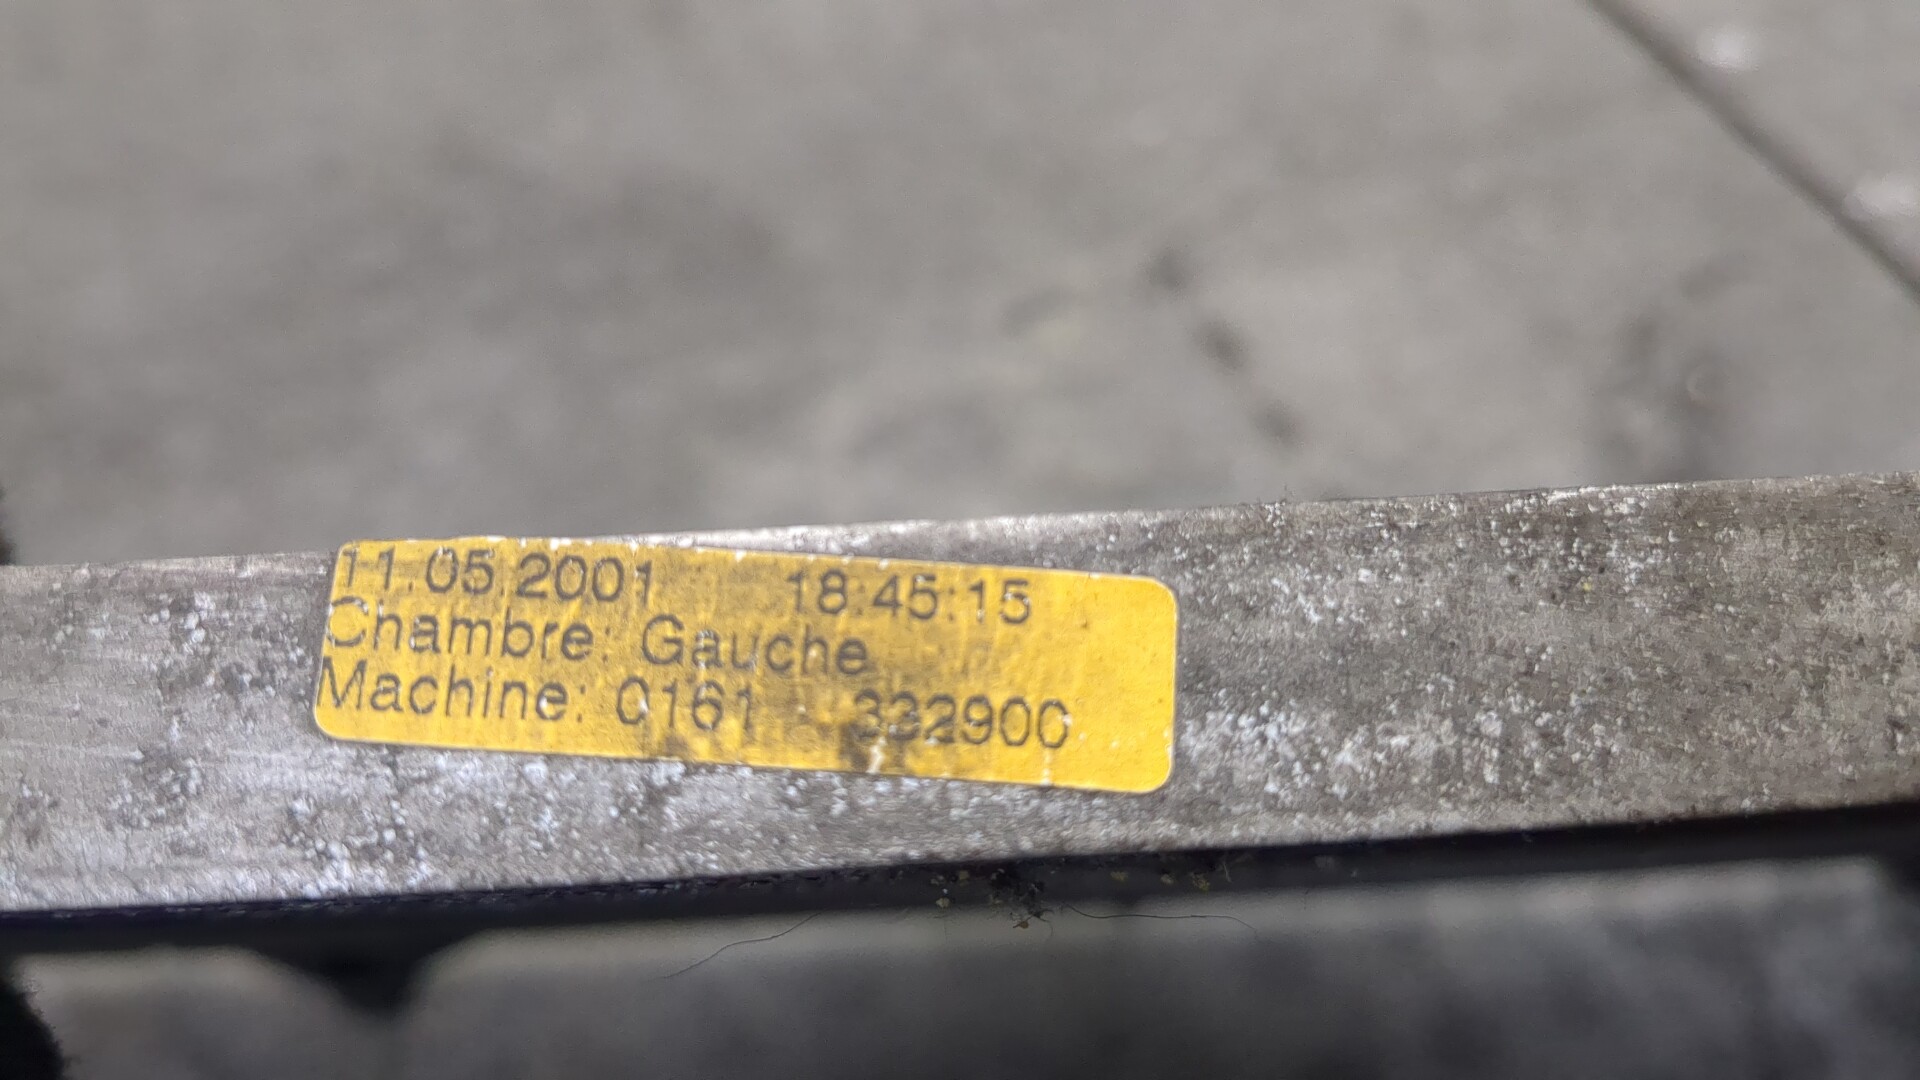 11.05.2001 18:45:15
Chambre: Gauche
Machine: 0161 332900